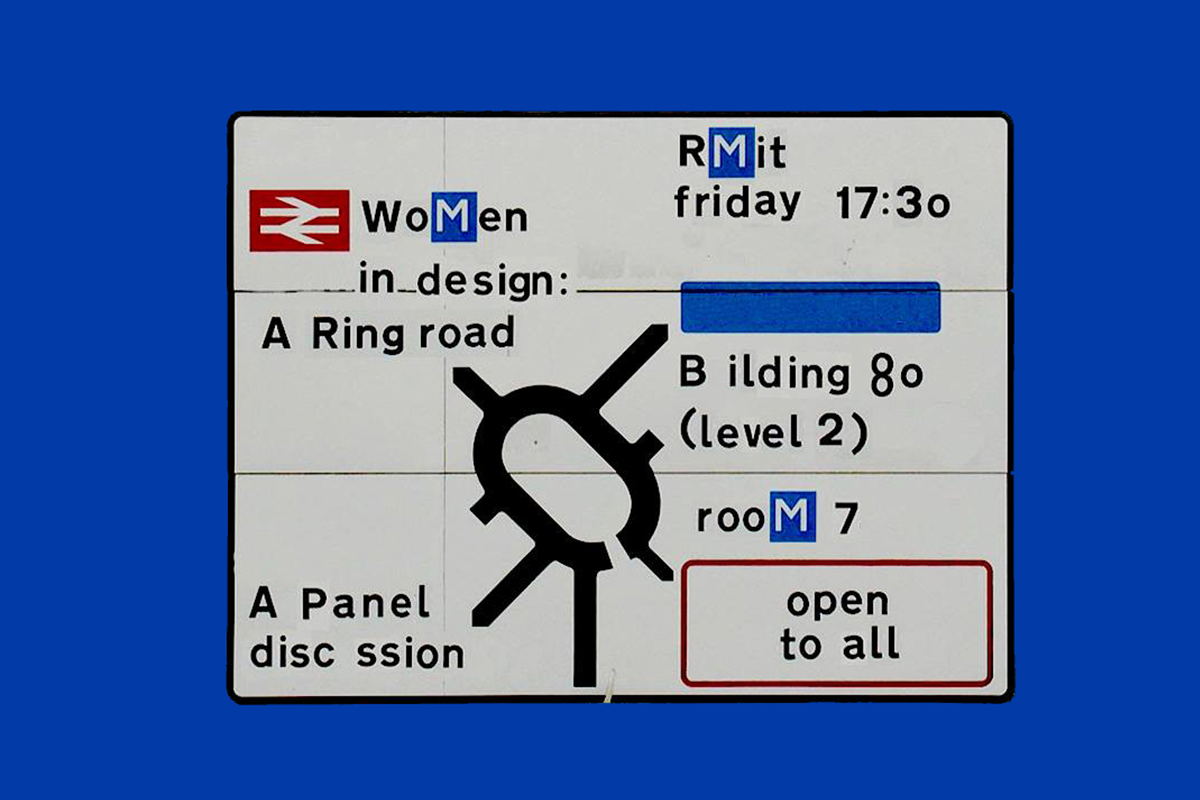 WoMen
in design:
A Ring road
RMit
friday 17:3o
B ilding 8o
(level 2)
rooM 7
A Panel
disc ssion
open
to all